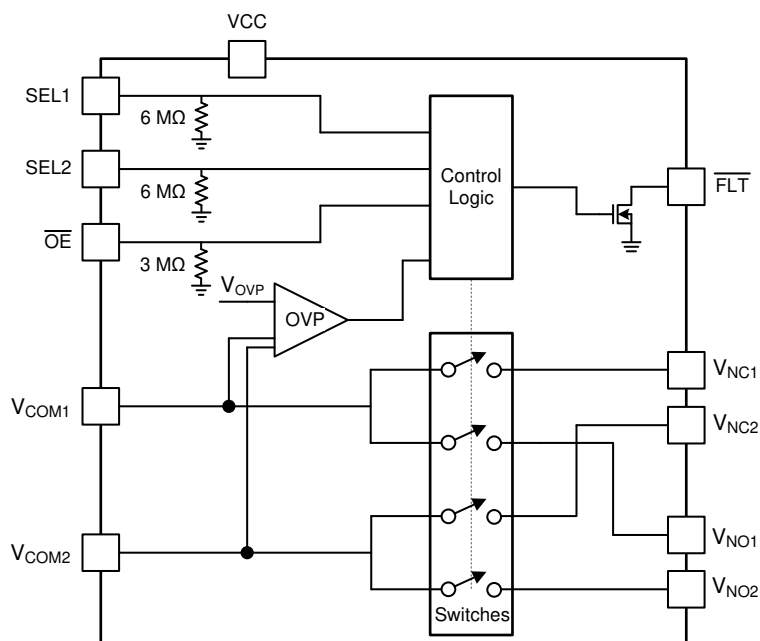 VCC
SEL1
6 MΩ
SEL2
6 MΩ
Control
Logic
FLT
OE
3 MΩ
VOVP
OVP
VCOM1
VNC1
VNC2
VCOM2
VNO1
VNO2
Switches